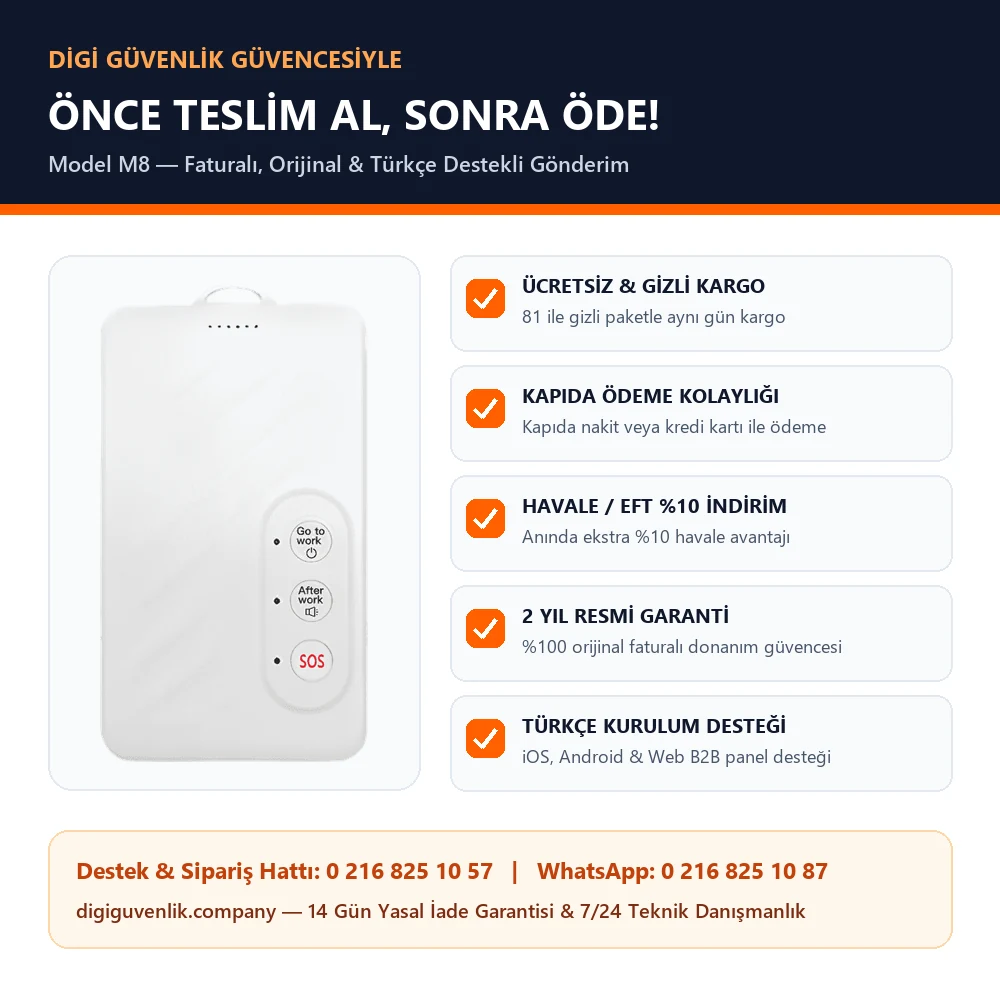 DİGİ GÜVENLİK GÜVENCESİYLE
ÖNCE TESLİM AL, SONRA ÖDE!
Model M8 — Faturalı, Orijinal & Türkçe Destekli Gönderim
Go to
work
After
work
SOS
ÜCRETSİZ & GİZLİ KARGO
81 ile gizli paketle aynı gün kargo
KAPIDA ÖDEME KOLAYLIĞI
Kapıda nakit veya kredi kartı ile ödeme
HAVALE / EFT %10 İNDİRİM
Anında ekstra %10 havale avantajı
2 YIL RESMİ GARANTİ
%100 orijinal faturalı donanım güvencesi
TÜRKÇE KURULUM DESTEĞİ
iOS, Android & Web B2B panel desteği
Destek & Sipariş Hattı: 0 216 825 10 57 | WhatsApp: 0 216 825 10 87
digiguvenlik.company — 14 Gün Yasal İade Garantisi & 7/24 Teknik Danışmanlık